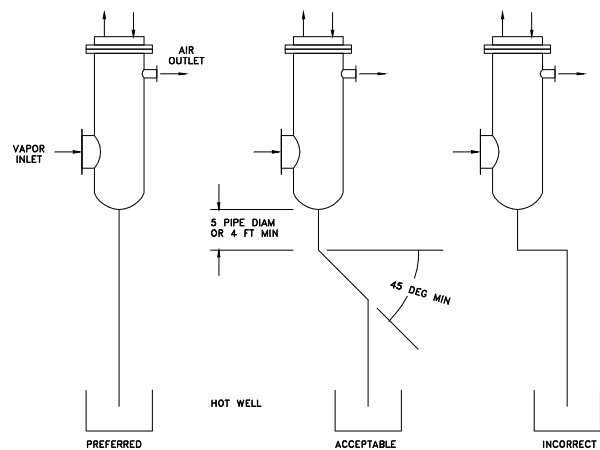 AIR
OUTLET
VAPOR
INLET
5 PIPE DIAM
OR 4 FT MIN
45 DEG MIN
HOT WELL
PREFERRED
ACCEPTABLE
INCORRECT